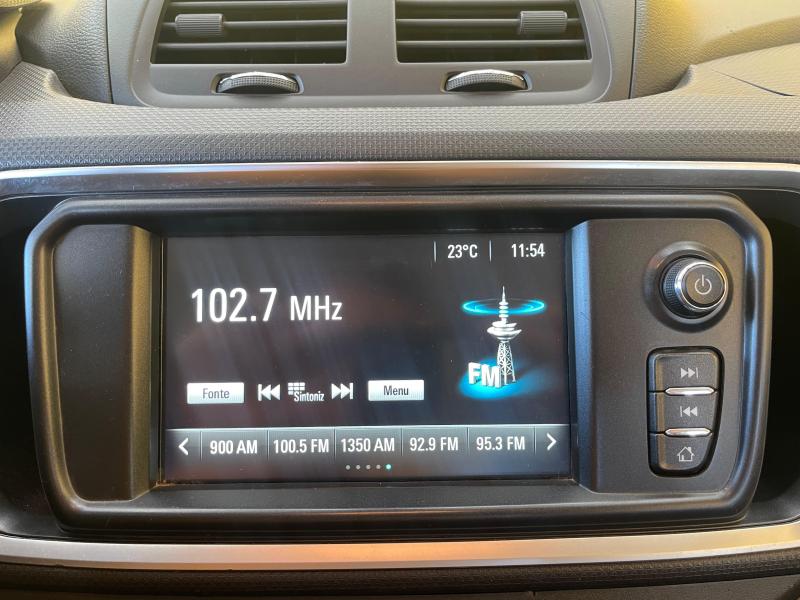 23°C 11:54
102.7 MHz
FM
Fonte Sintoniz Menu
900 AM 100.5 FM 1350 AM 92.9 FM 95.3 FM